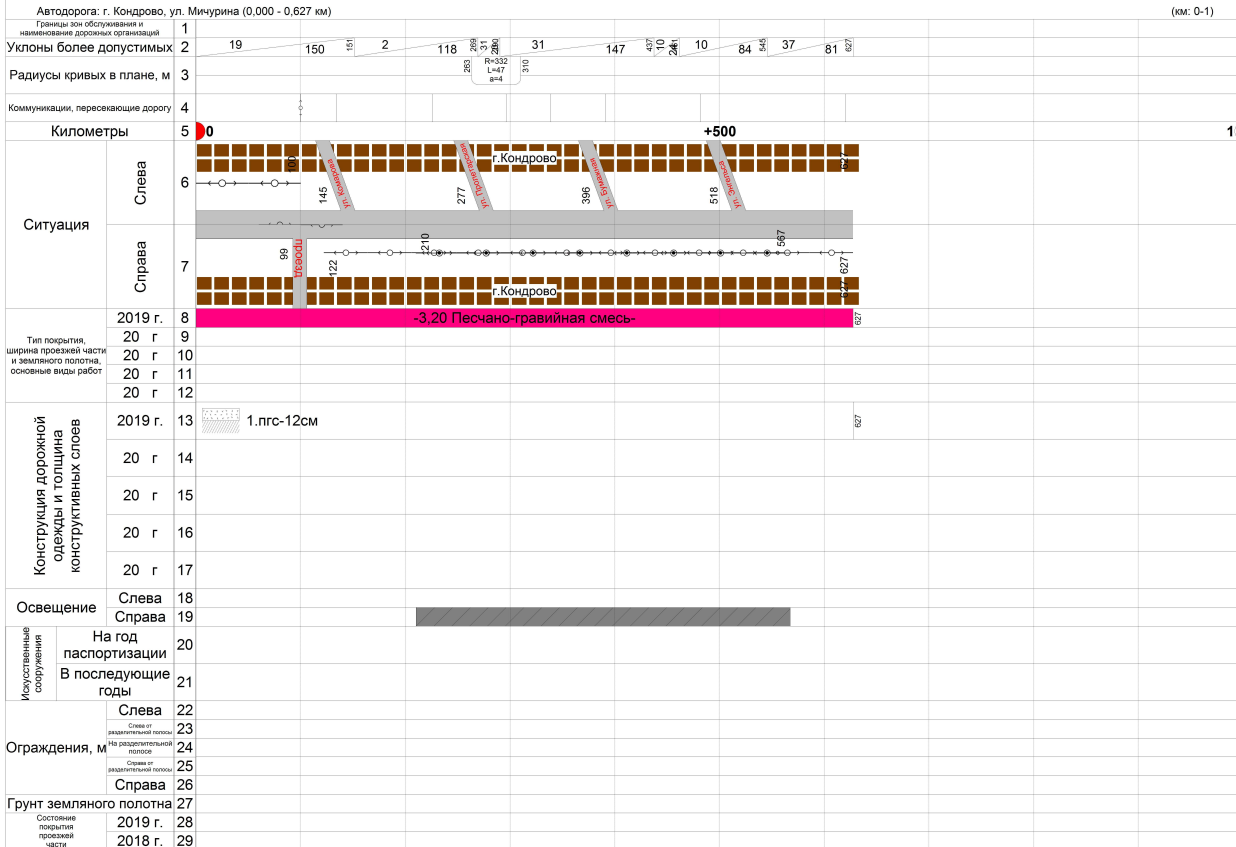 Автодорога: г. Кондрово, ул. Мичурина (0,000 - 0,627 км)
(км: 0-1)
Границы зон обслуживания и
наименование дорожных организаций
1
Уклоны более допустимых 2
19
150
151
2
118
269
31
290
31
147
437
10
24
461
10
84
545
37
81
627
Радиусы кривых в плане, м 3
263
R=332
L=47
a=4
310
Коммуникации, пересекающие дорогу 4
Километры 5
0
+500
Ситуация
Слева
6
г.Кондрово
100
145
ул. Комарова
277
ул. Пролетарская
396
ул. Бумажная
518
ул. Энгельса
627
Справа
7
99
проезд
122
210
567
627
627
г.Кондрово
Тип покрытия,
ширина проезжей части
и земляного полотна,
основные виды работ
2019 г. 8
-3,20 Песчано-гравийная смесь-
627
20 г 9
20 г 10
20 г 11
20 г 12
Конструкция дорожной
одежды и толщина
конструктивных слоев
2019 г. 13
1.пгс-12см
627
20 г 14
20 г 15
20 г 16
20 г 17
Освещение
Слева 18
Справа 19
Искусственные
сооружения
На год
паспортизации
20
В последующие
годы
21
Ограждения, м
Слева 22
Слева от
разделительной полосы
23
На разделительной
полосе
24
Справа от
разделительной полосы
25
Справа 26
Грунт земляного полотна 27
Состояние
покрытия
проезжей
части
2019 г. 28
2018 г. 29